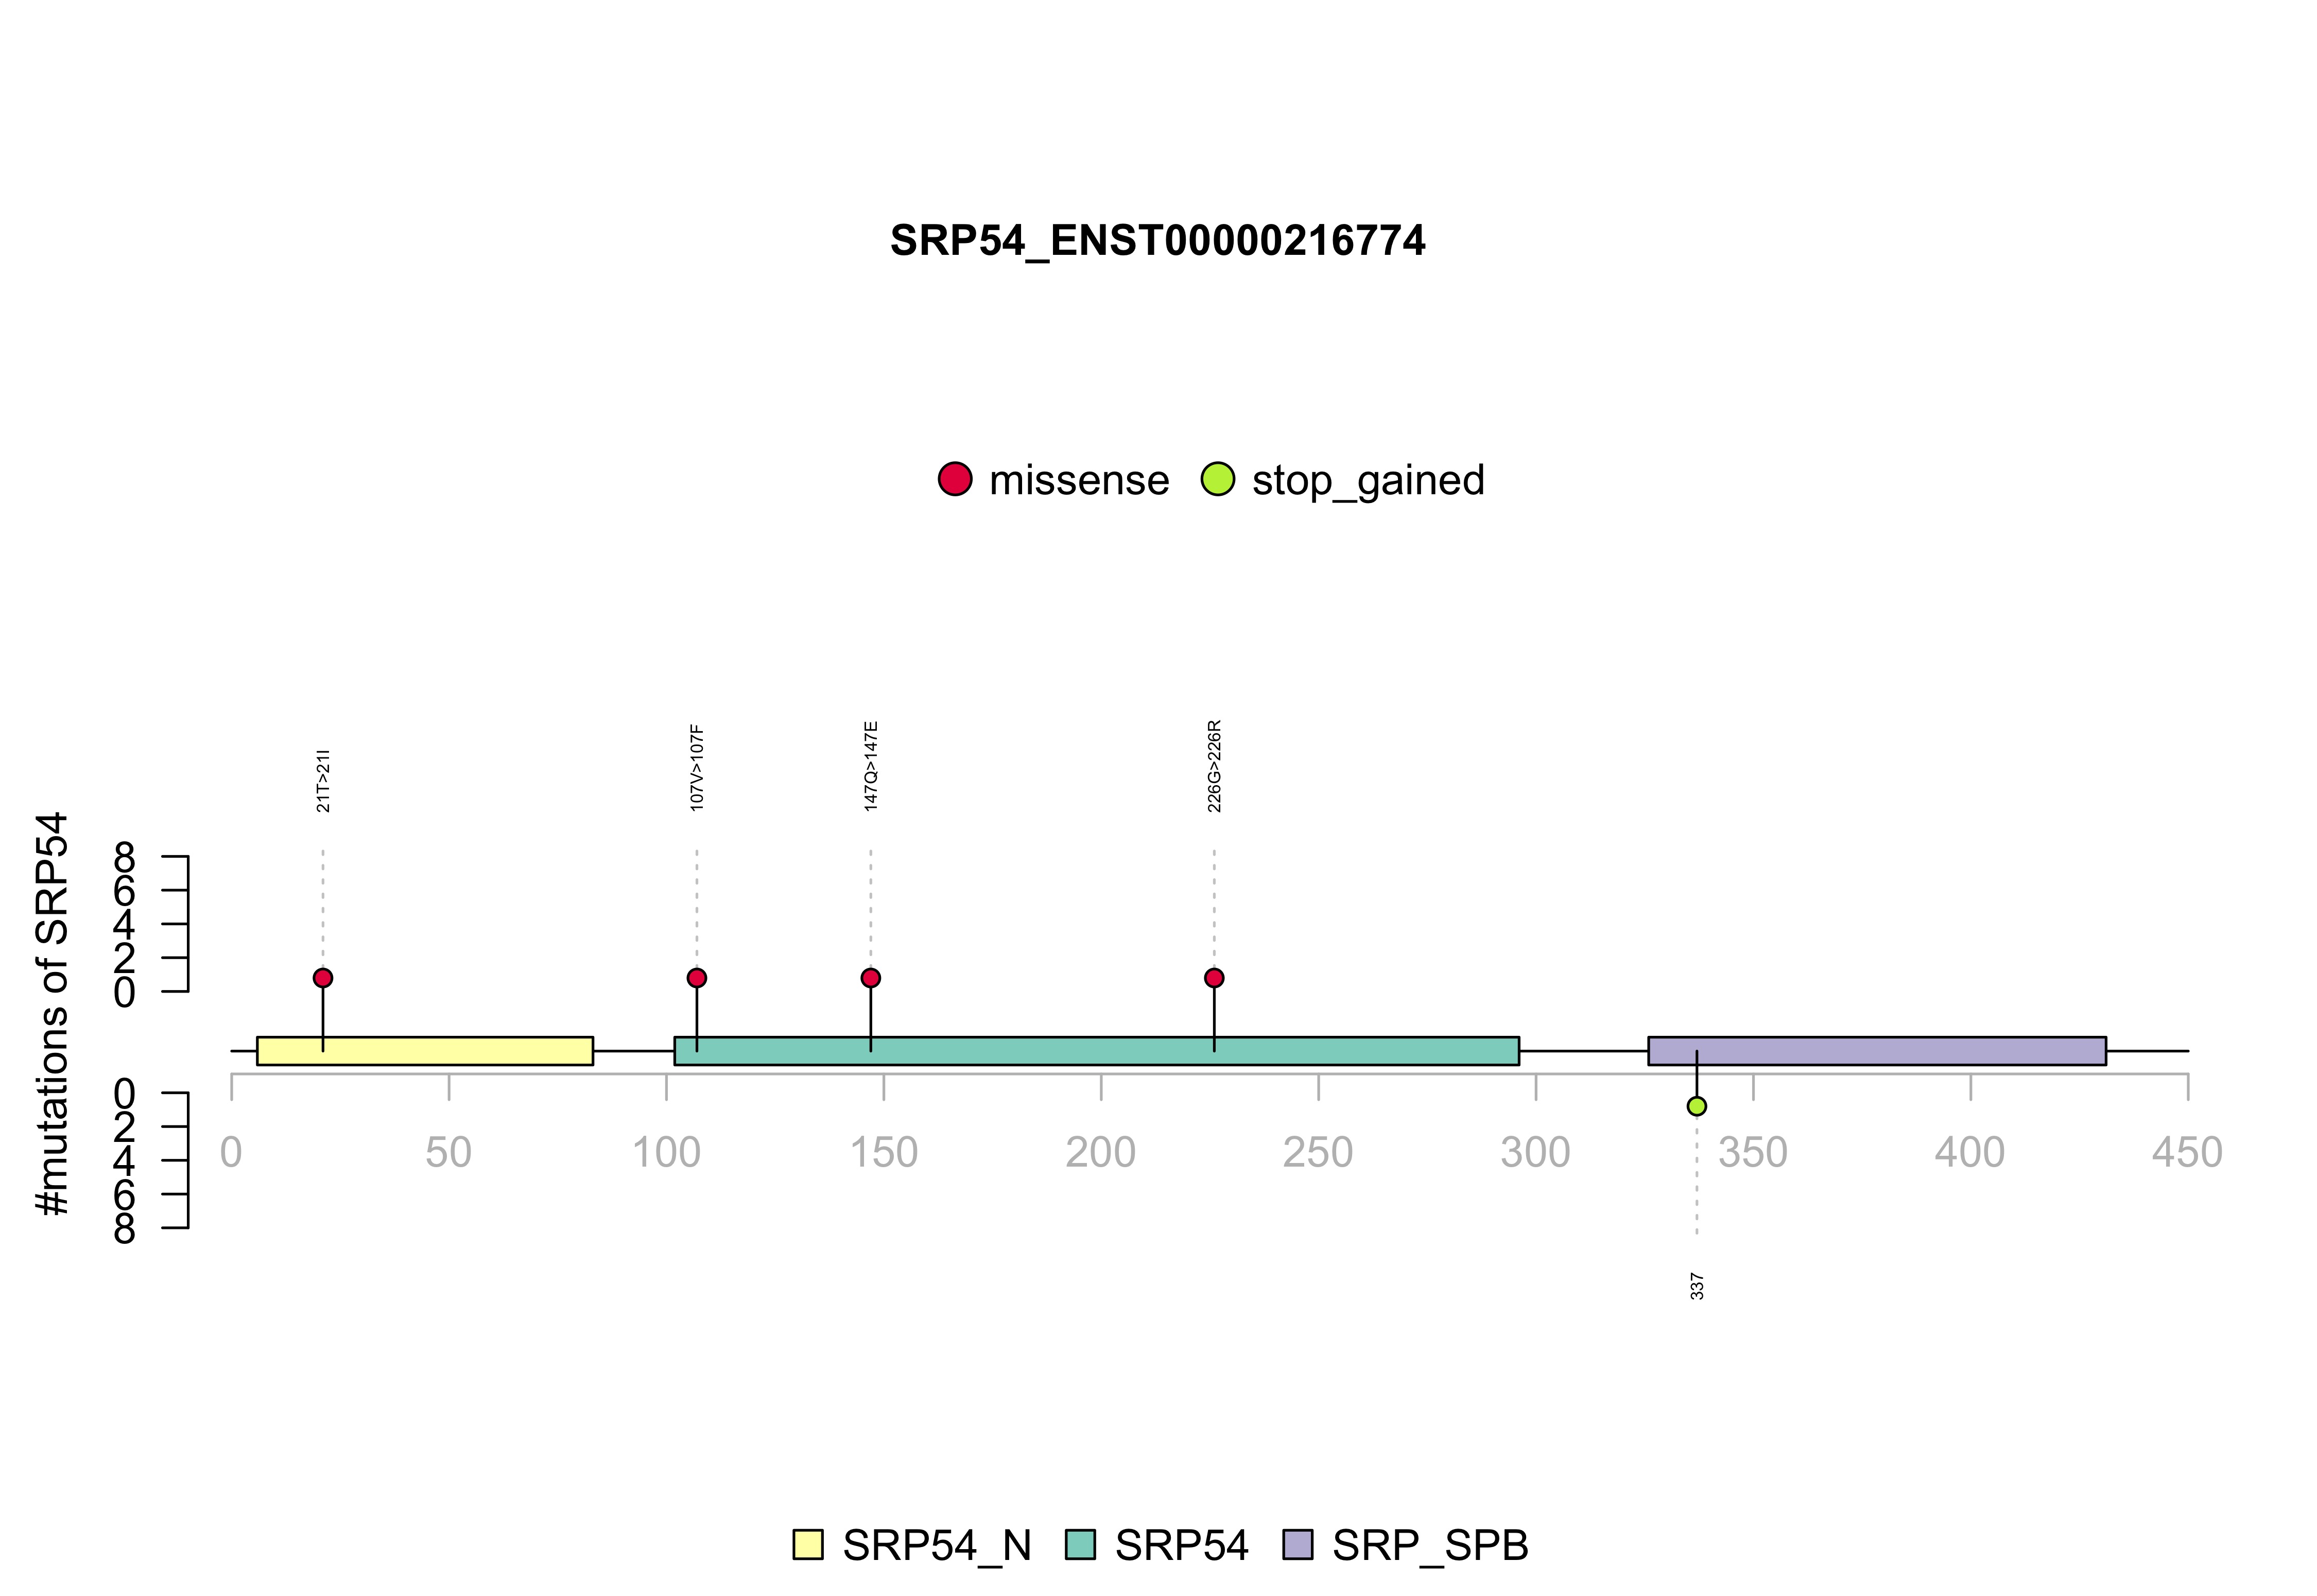 SRP54_ENST00000216774
missense stop_gained
21T>21I 107V>107F 147Q>147E 226G>226R
#mutations of SRP54
8
6
4
2
0
0
2
4
6
8
0 50 100 150 200 250 300 350 400 450
337
SRP54_N SRP54 SRP_SPB